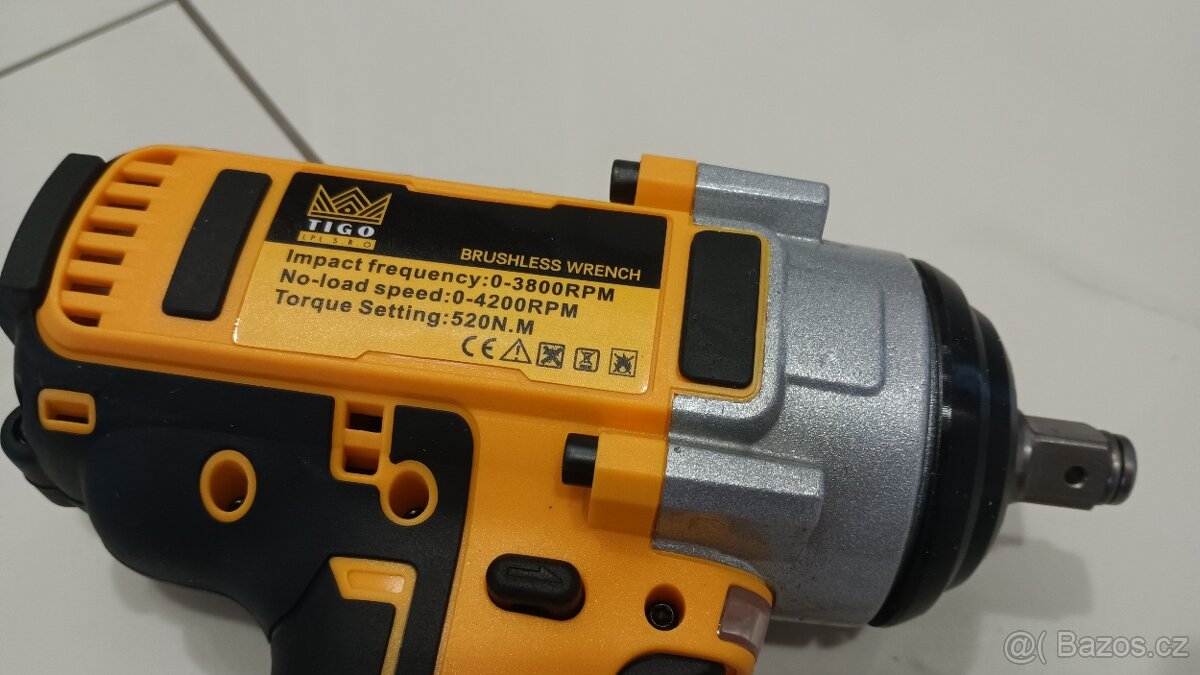 TIGO
LPI S.R.O
BRUSHLESS WRENCH
Impact frequency:0-3800RPM
No-load speed:0-4200RPM
Torque Setting:520N.M
CE
@( Bazos.cz